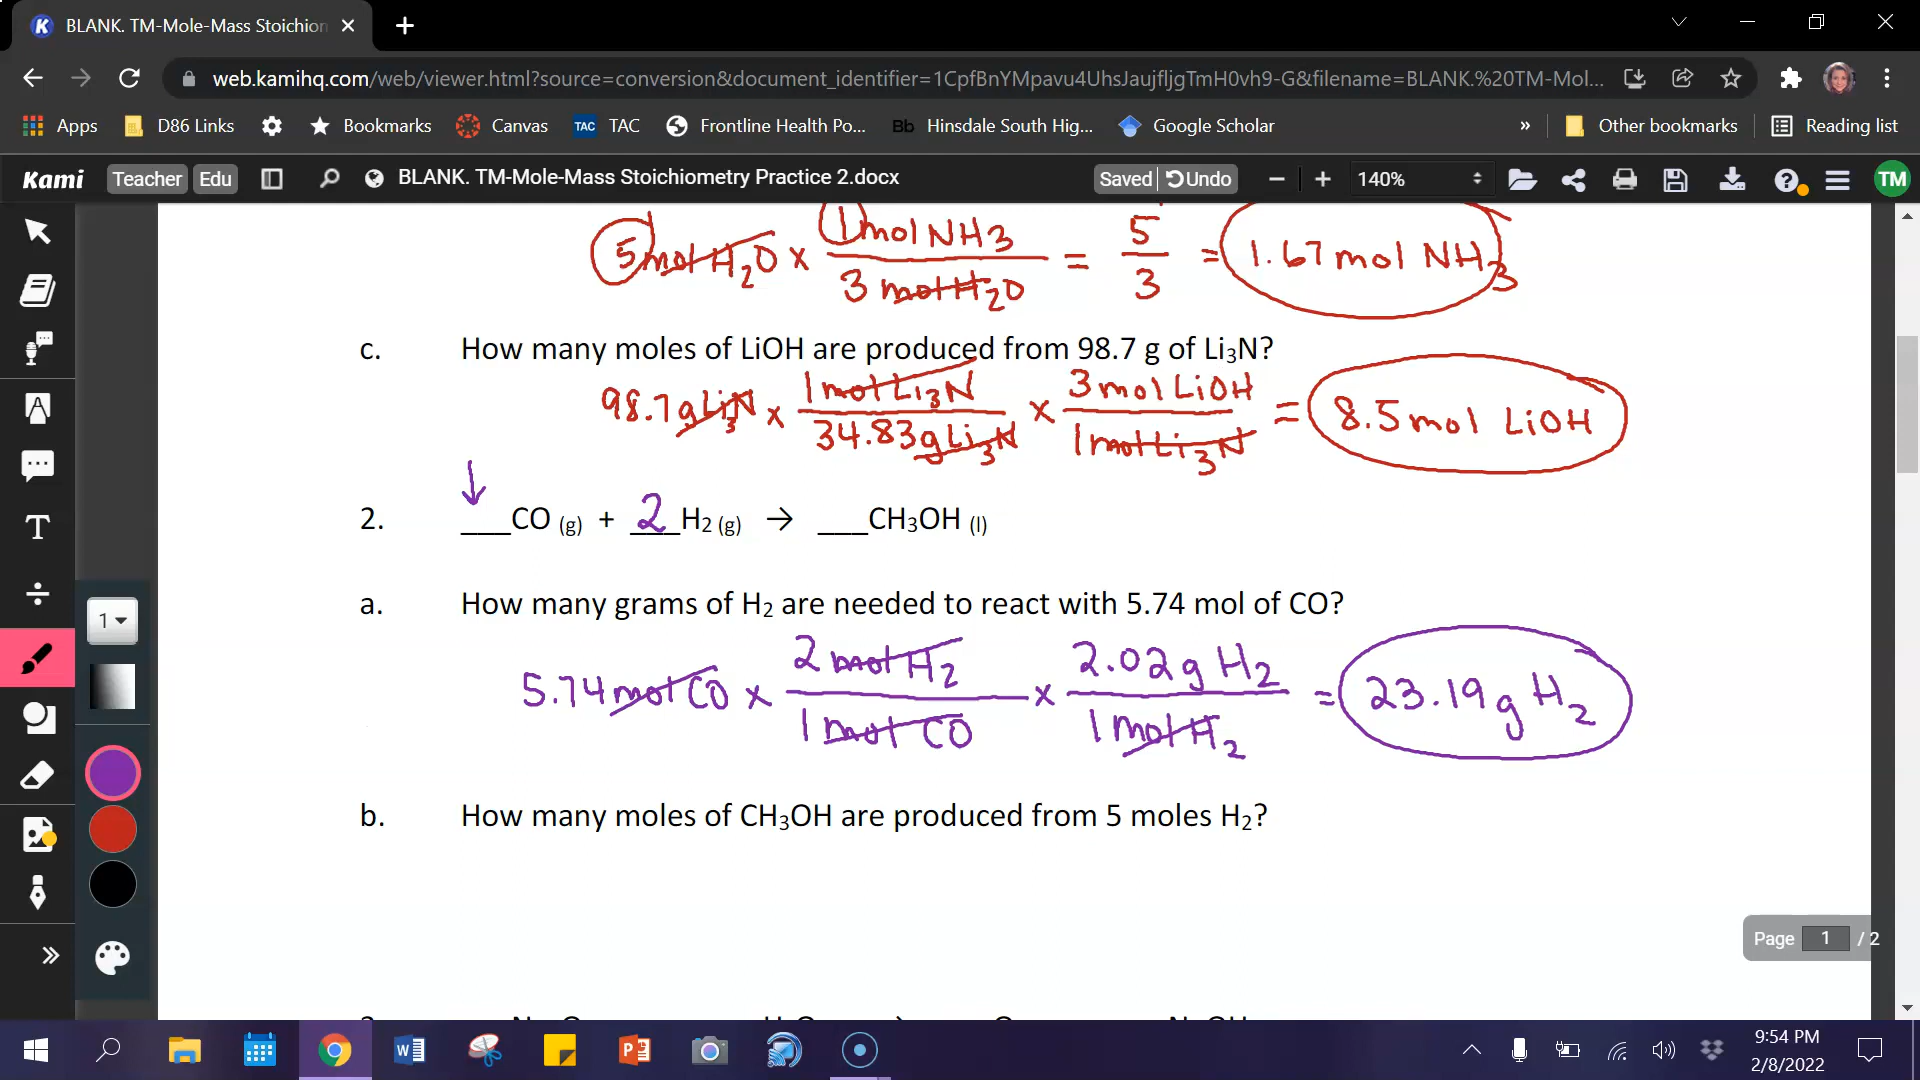 BLANK. TM-Mole-Mass Stoichion
web.kamihq.com/web/viewer.html?source=conversion&document_identifier=1CpfBnYMpavu4UhsJaujfljgTmH0vh9-G&filename=BLANK.%20TM-Mol...
Apps D86 Links Bookmarks Canvas TAC TAC Frontline Health Po... Bb Hinsdale South Hig... Google Scholar » Other bookmarks Reading list
Kami Teacher Edu BLANK. TM-Mole-Mass Stoichiometry Practice 2.docx Saved Undo − + 140% ? TM
5 mol H₂O × 1 mol NH₃ / 3 mol H₂O = 5/3 = 1.67 mol NH₃
c. How many moles of LiOH are produced from 98.7 g of Li₃N?
98.7 g Li₃N × 1 mol Li₃N / 34.83 g Li₃N × 3 mol LiOH / 1 mol Li₃N = 8.5 mol LiOH
2. ___CO (g) + 2 H₂ (g) → ___CH₃OH (l)
a. How many grams of H₂ are needed to react with 5.74 mol of CO?
5.74 mol CO × 2 mol H₂ / 1 mol CO × 2.02 g H₂ / 1 mol H₂ = 23.19 g H₂
b. How many moles of CH₃OH are produced from 5 moles H₂?
1
Page 1 / 2
9:54 PM
2/8/2022